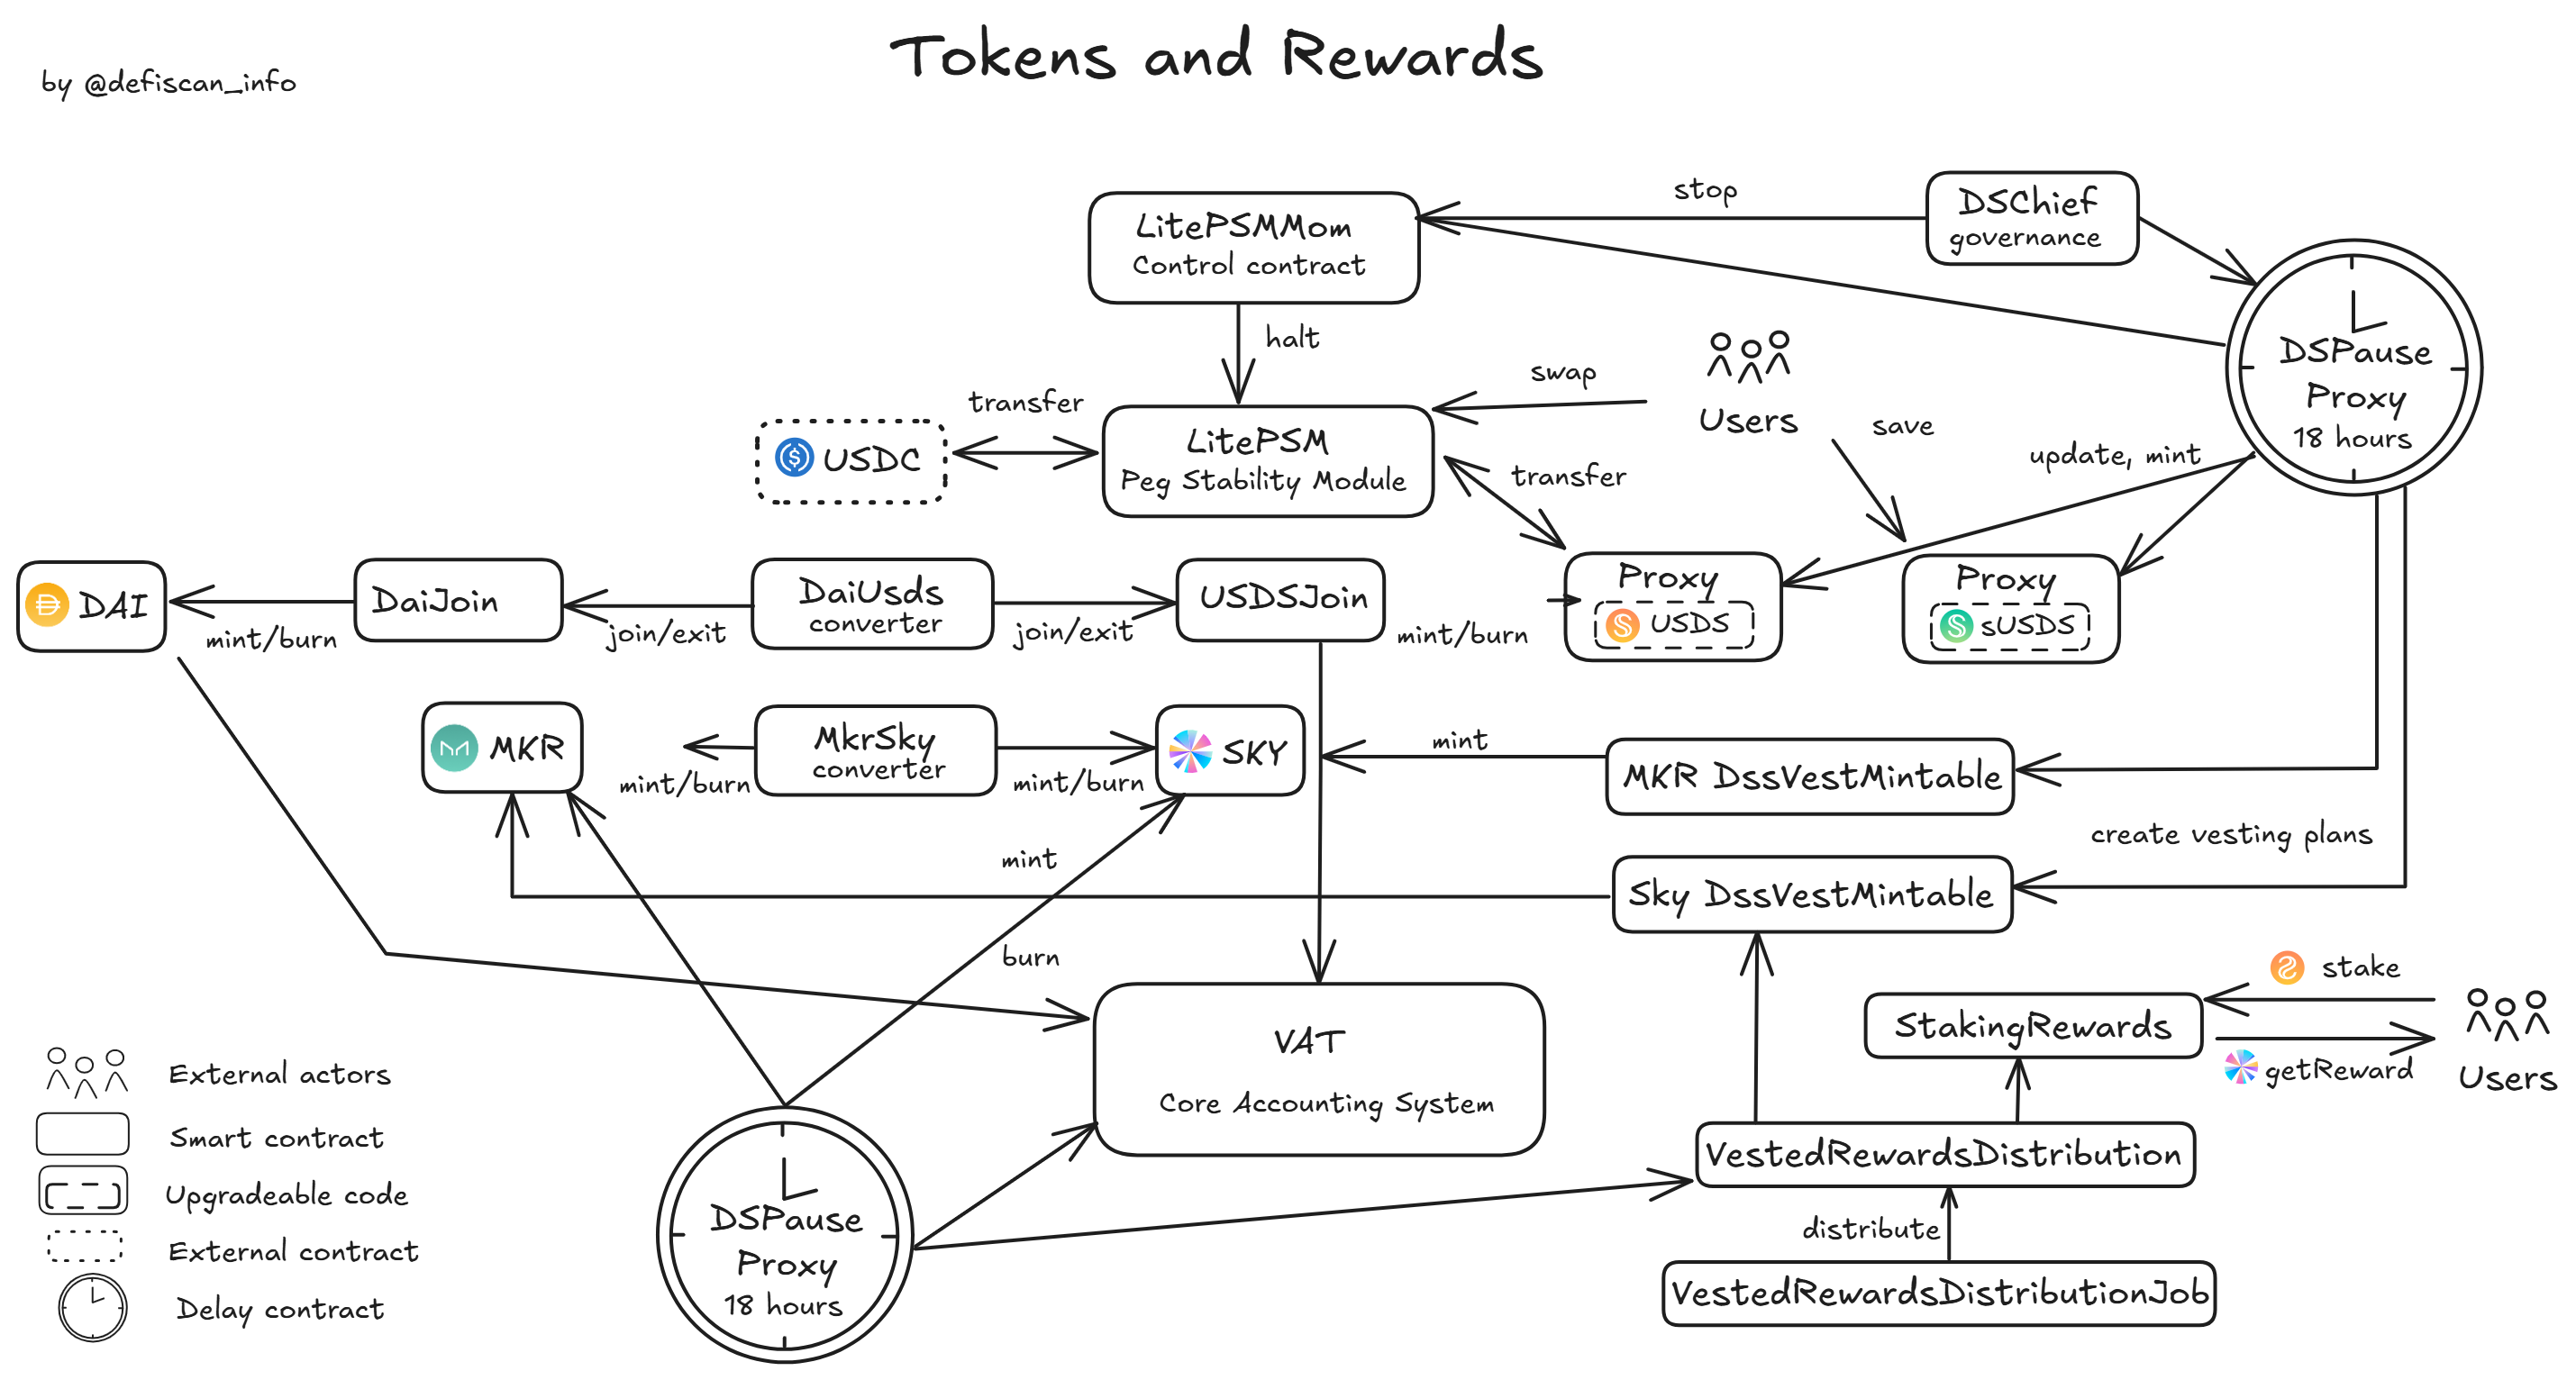 Tokens and Rewards
by @defiscan_info
stop
DSChief
governance
LitePSMMom
Control contract
halt
swap
Users
save
DSPause
Proxy
18 hours
update, mint
transfer
USDC
LitePSM
Peg Stability Module
transfer
DAI
mint/burn
DaiJoin
join/exit
DaiUsds
converter
join/exit
USDSJoin
mint/burn
Proxy
USDS
Proxy
sUSDS
MKR
mint/burn
MkrSky
converter
mint/burn
SKY
mint
MKR DssVestMintable
create vesting plans
mint
Sky DssVestMintable
burn
stake
StakingRewards
getReward
Users
VAT
Core Accounting System
VestedRewardsDistribution
distribute
VestedRewardsDistributionJob
DSPause
Proxy
18 hours
External actors
Smart contract
Upgradeable code
External contract
Delay contract